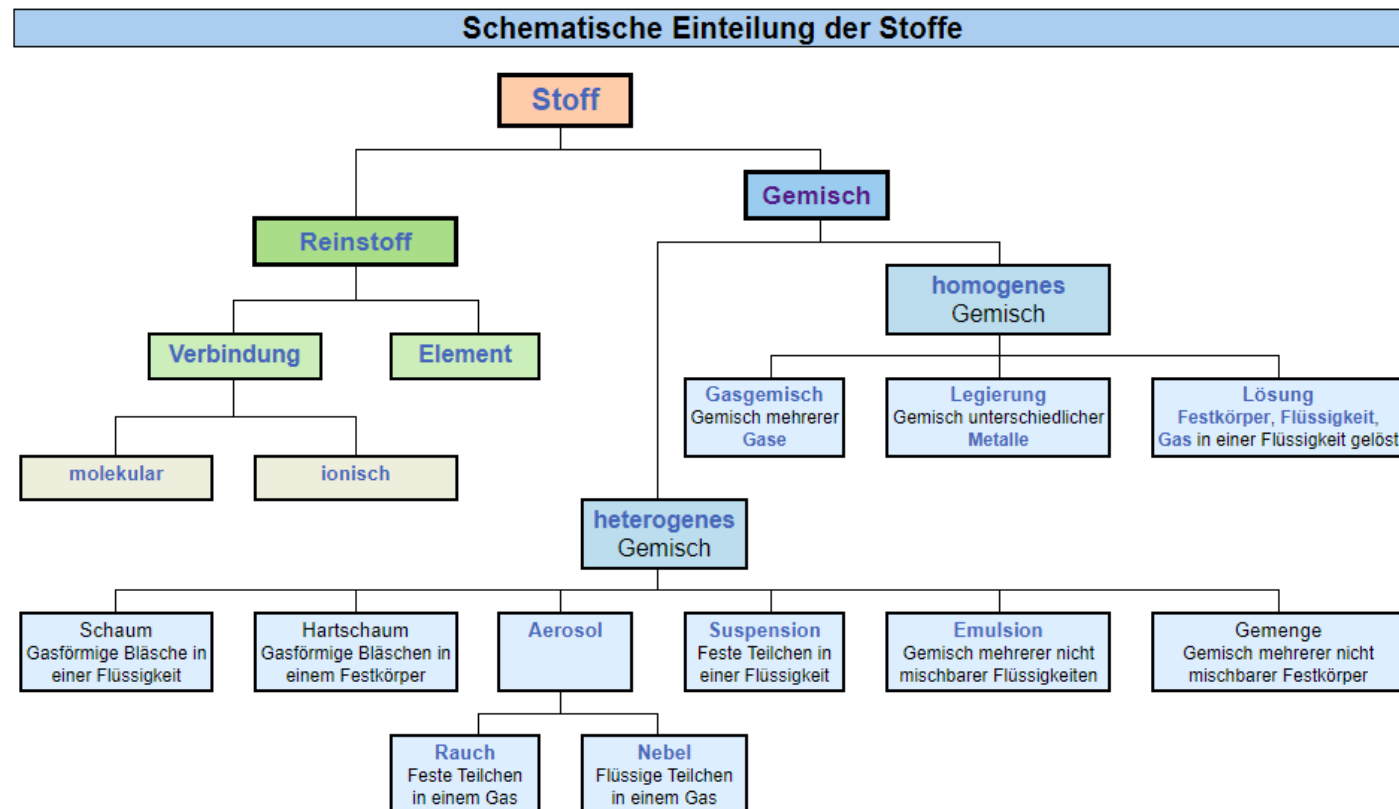 Schematische Einteilung der Stoffe
Stoff
Gemisch
Reinstoff
homogenes
Gemisch
Verbindung
Element
Gasgemisch
Gemisch mehrerer
Gase
Legierung
Gemisch unterschiedlicher
Metalle
Lösung
Festkörper, Flüssigkeit,
Gas in einer Flüssigkeit gelöst
molekular
ionisch
heterogenes
Gemisch
Schaum
Gasförmige Bläsche in
einer Flüssigkeit
Hartschaum
Gasförmige Bläschen in
einem Festkörper
Aerosol
Suspension
Feste Teilchen in
einer Flüssigkeit
Emulsion
Gemisch mehrerer nicht
mischbarer Flüssigkeiten
Gemenge
Gemisch mehrerer nicht
mischbarer Festkörper
Rauch
Feste Teilchen
in einem Gas
Nebel
Flüssige Teilchen
in einem Gas